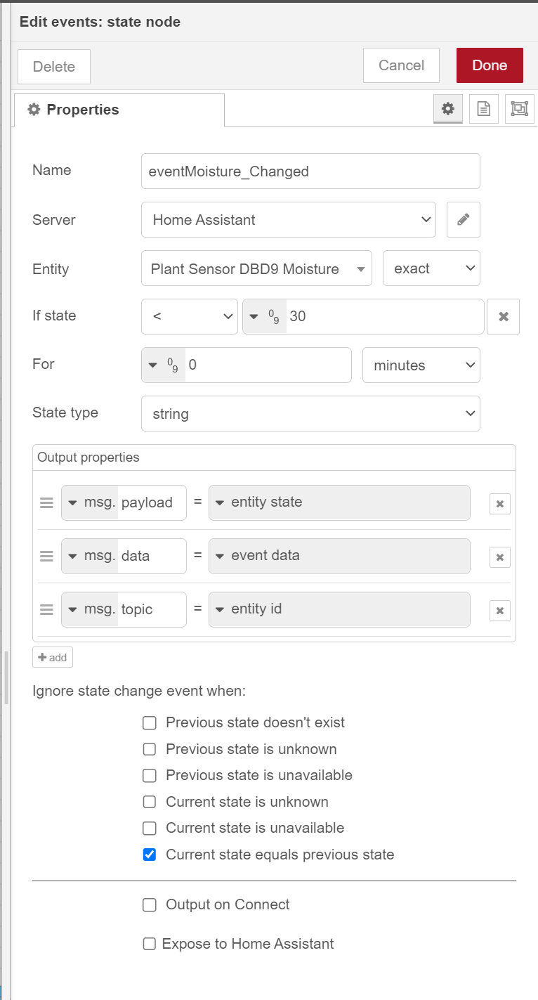 Edit events: state node
Delete Cancel Done
Properties
Name eventMoisture_Changed
Server Home Assistant
Entity Plant Sensor DBD9 Moisture exact
If state < 09 30
For 09 0 minutes
State type string
Output properties
msg. payload = entity state
msg. data = event data
msg. topic = entity id
add
Ignore state change event when:
Previous state doesn't exist
Previous state is unknown
Previous state is unavailable
Current state is unknown
Current state is unavailable
Current state equals previous state
Output on Connect
Expose to Home Assistant